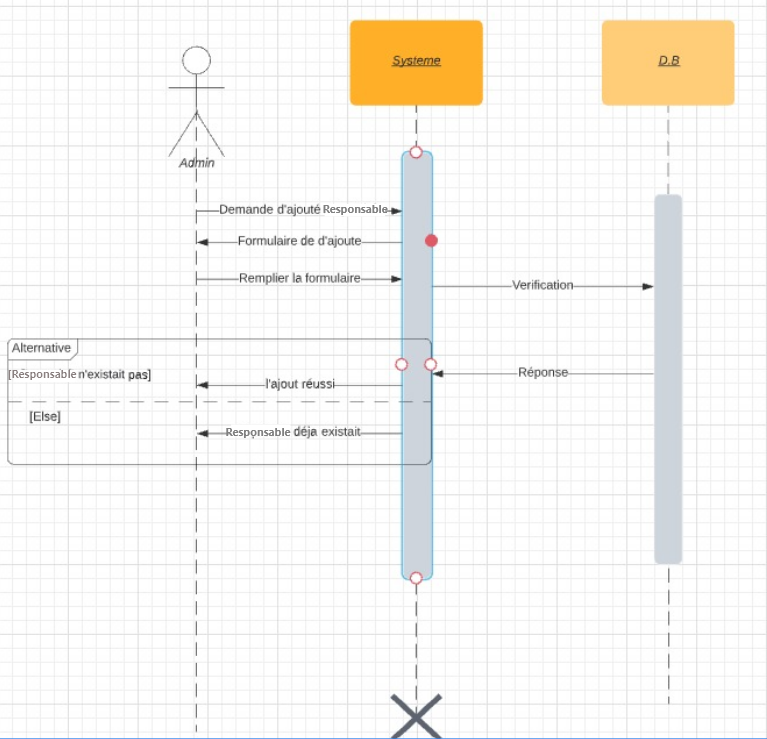 Systeme
D.B
Admin
Demande d'ajouté Responsable
Formulaire de d'ajoute
Remplier la formulaire
Verification
Alternative
[Responsable n'existait pas]
Réponse
l'ajout réussi
[Else]
Responsable déja existait